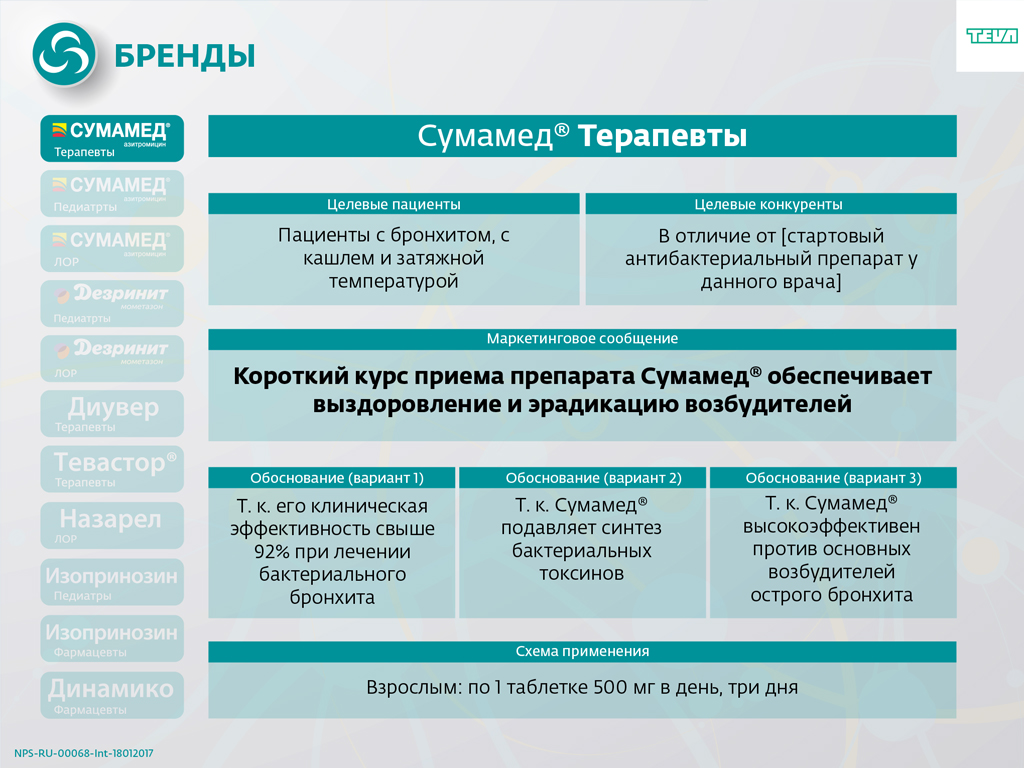 БРЕНДЫ
TEVA
СУМАМЕД®
азитромицин
Терапевты
СУМАМЕД®
азитромицин
Педиатрты
СУМАМЕД®
азитромицин
ЛОР
Дезринит
мометазон
Педиатрты
Дезринит
мометазон
ЛОР
Диувер
Терапевты
Тевастор®
Терапевты
Назарел
ЛОР
Изопринозин
Педиатры
Изопринозин
Фармацевты
Динамико
Фармацевты
Сумамед® Терапевты
Целевые пациенты
Пациенты с бронхитом, с
кашлем и затяжной
температурой
Целевые конкуренты
В отличие от [стартовый
антибактериальный препарат у
данного врача]
Маркетинговое сообщение
Короткий курс приема препарата Сумамед® обеспечивает
выздоровление и эрадикацию возбудителей
Обоснование (вариант 1)
Т. к. его клиническая
эффективность свыше
92% при лечении
бактериального
бронхита
Обоснование (вариант 2)
Т. к. Сумамед®
подавляет синтез
бактериальных
токсинов
Обоснование (вариант 3)
Т. к. Сумамед®
высокоэффективен
против основных
возбудителей
острого бронхита
Схема применения
Взрослым: по 1 таблетке 500 мг в день, три дня
NPS-RU-00068-Int-18012017